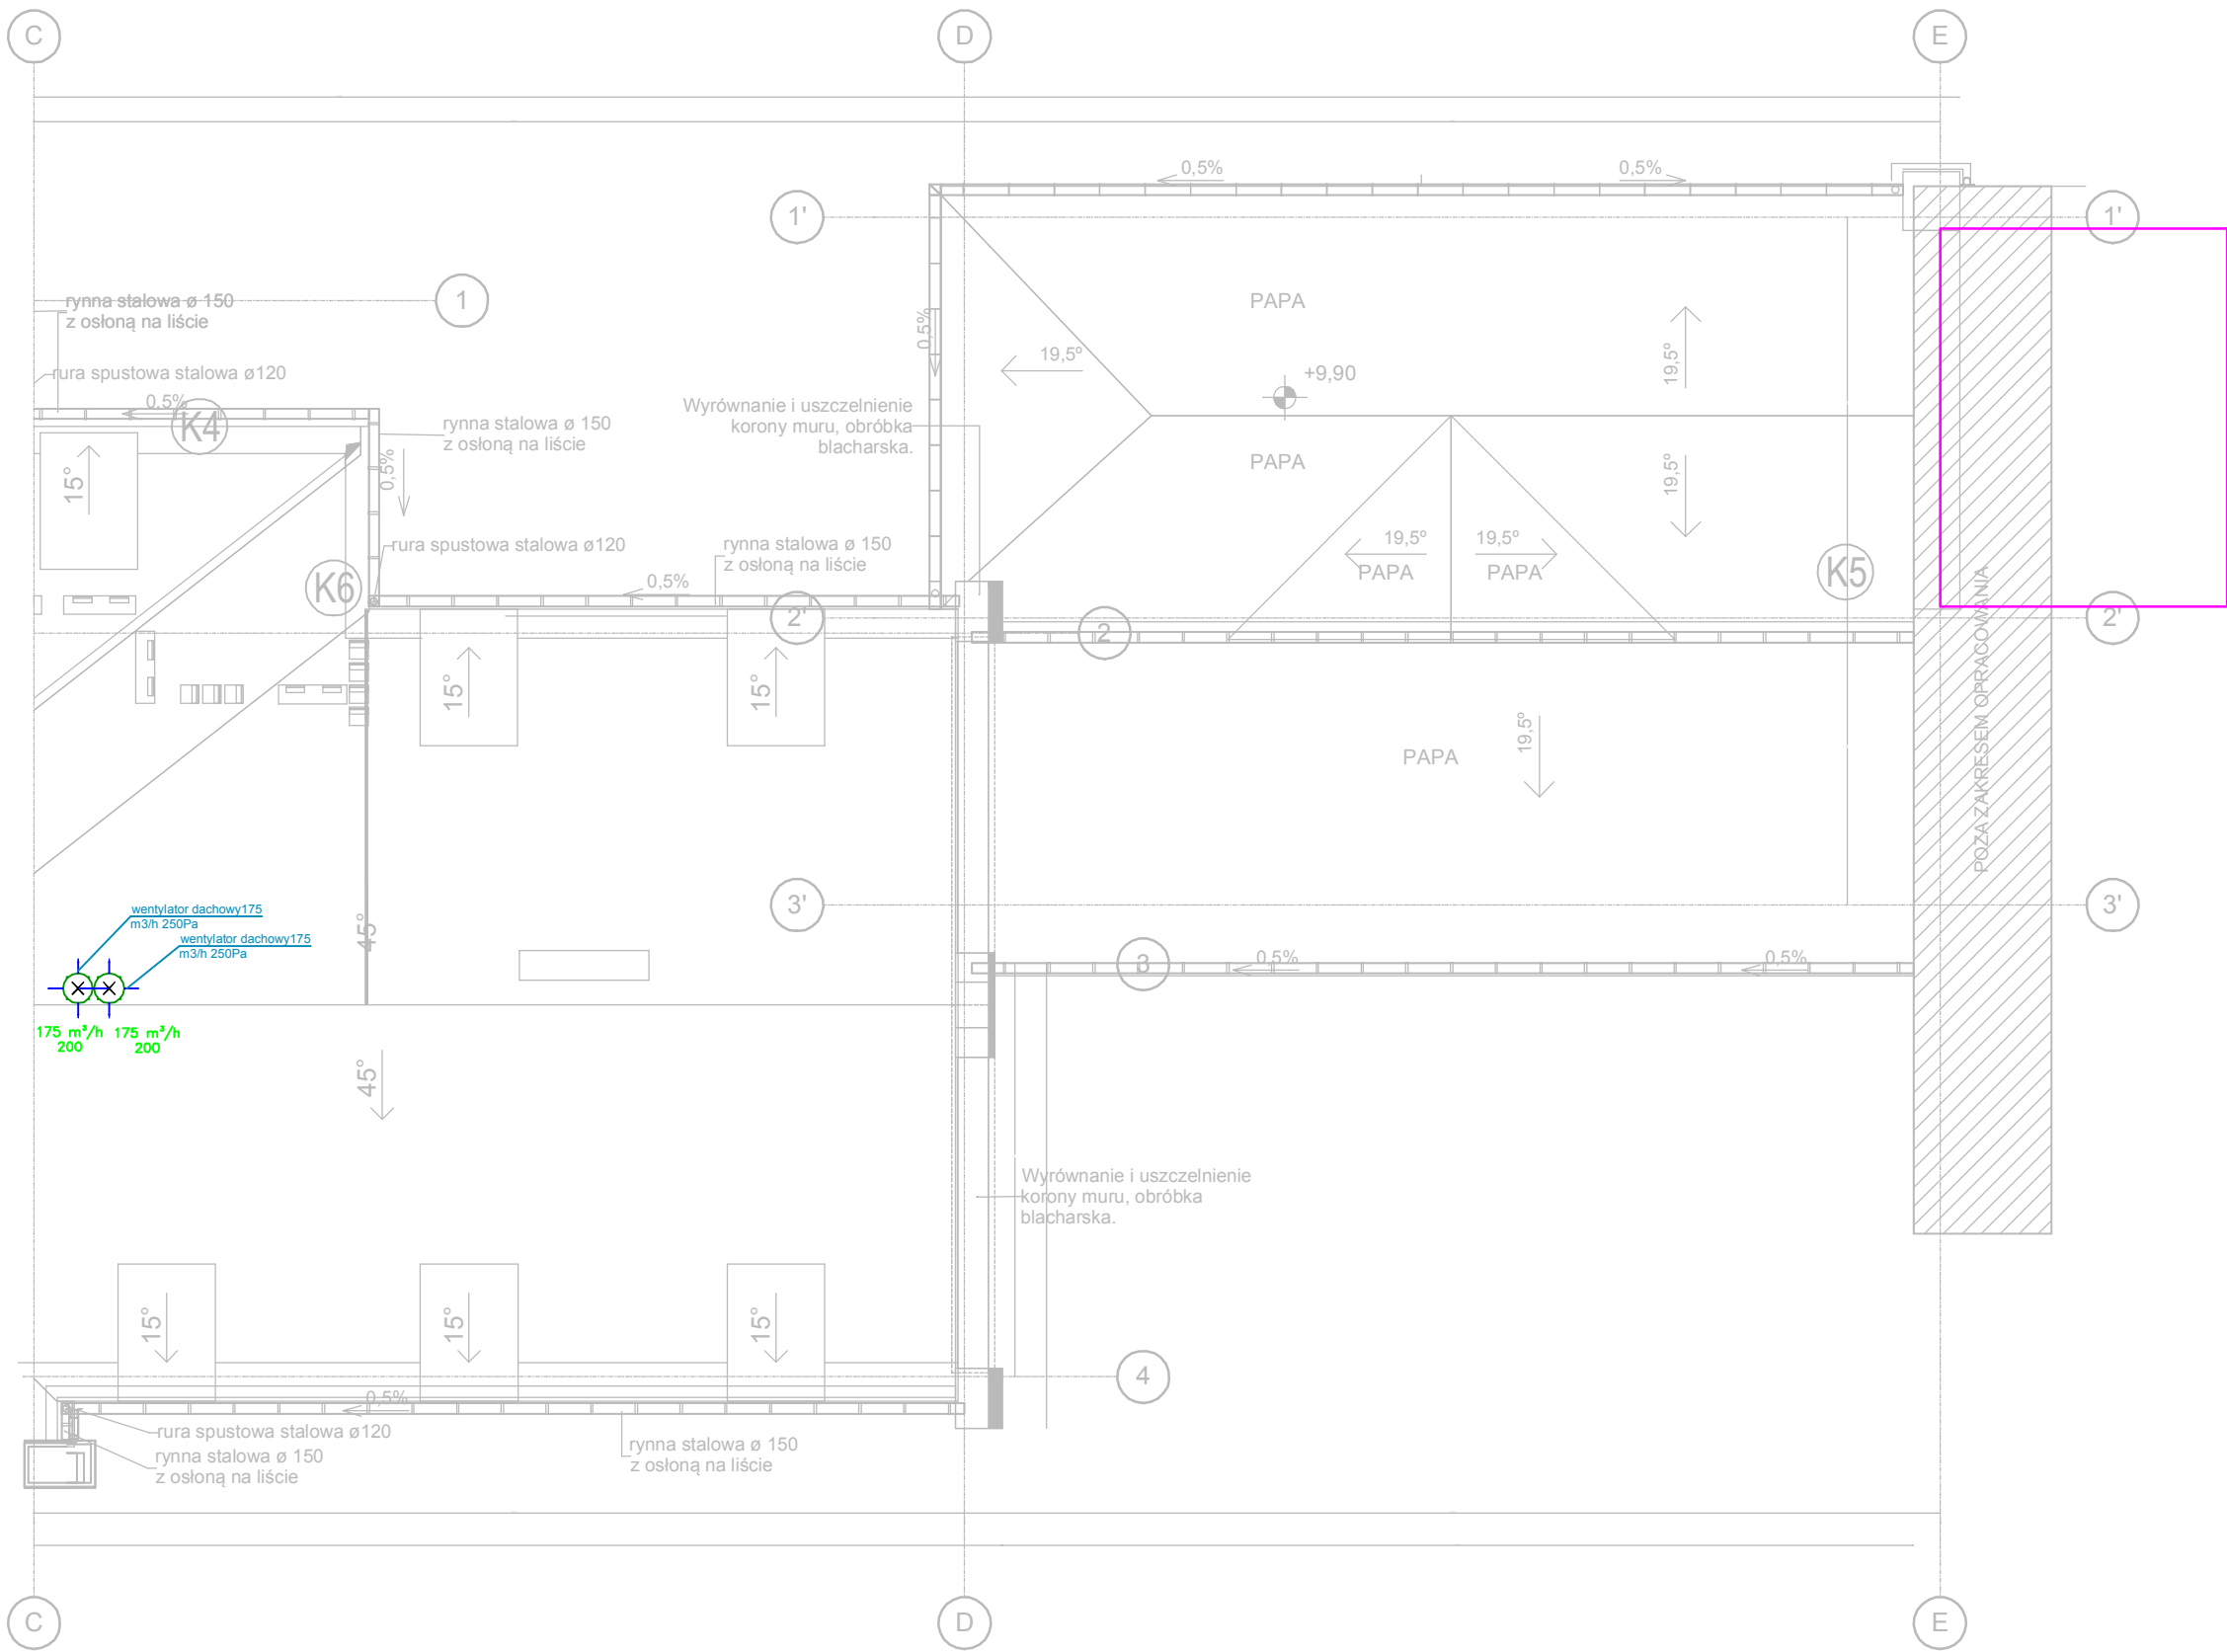 C
D
E
0,5%
0,5%
1'
1'
1
rynna stalowa ø 150
z osłoną na liście
PAPA
0,5%
19,5°
19,5°
rura spustowa stalowa ø120
+9,90
0,5%
K4
Wyrównanie i uszczelnienie
korony muru, obróbka
blacharska.
rynna stalowa ø 150
z osłoną na liście
PAPA
15°
0,5%
19,5°
rura spustowa stalowa ø120
rynna stalowa ø 150
z osłoną na liście
19,5°
19,5°
PAPA
PAPA
K6
0,5%
K5
2'
2
2'
15°
15°
POZA ZAKRESEM OPRACOWANIA
PAPA
19,5°
3'
3'
wentylator dachowy175
m3/h 250Pa
wentylator dachowy175
m3/h 250Pa
45°
3
0,5%
0,5%
175 m³/h
200
175 m³/h
200
45°
Wyrównanie i uszczelnienie
korony muru, obróbka
blacharska.
15°
15°
15°
4
0,5%
rura spustowa stalowa ø120
rynna stalowa ø 150
z osłoną na liście
rynna stalowa ø 150
z osłoną na liście
C
D
E